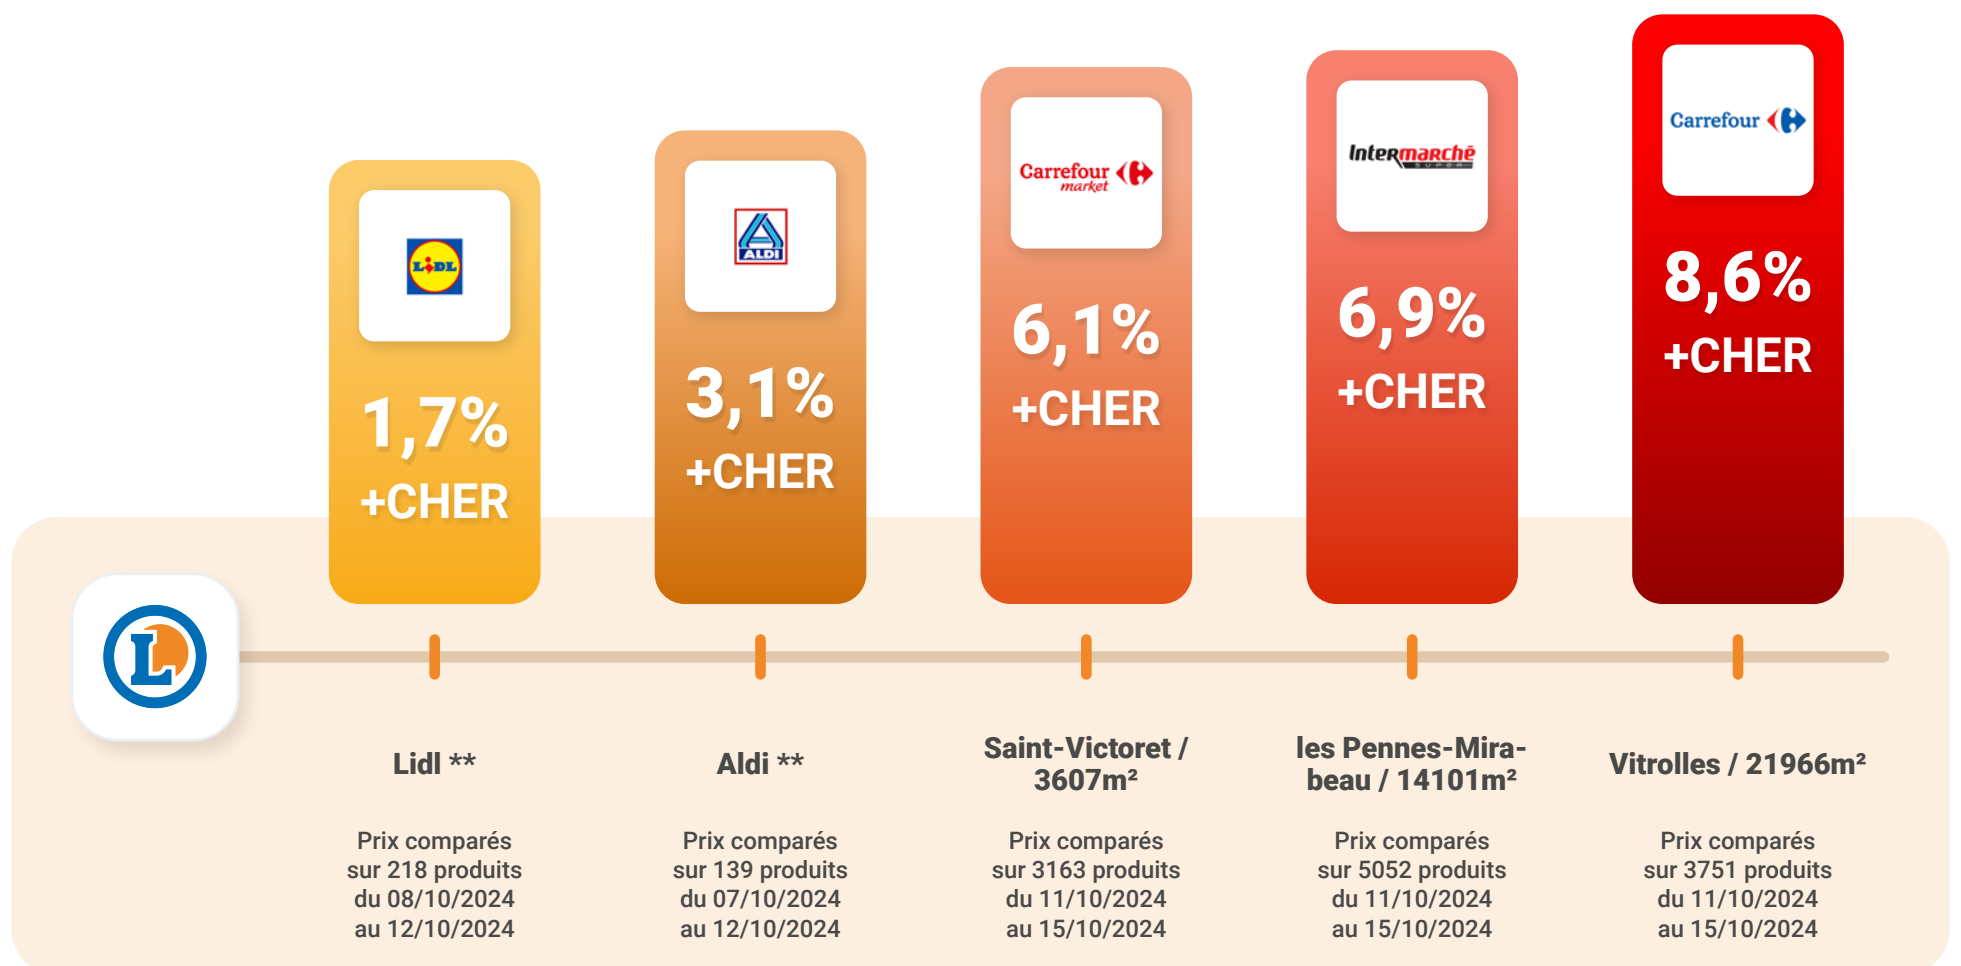 LIDL
1,7%
+CHER
ALDI
3,1%
+CHER
Carrefour
market
6,1%
+CHER
Intermarchē
SUPER
6,9%
+CHER
Carrefour
8,6%
+CHER
L
Lidl **
Prix comparés
sur 218 produits
du 08/10/2024
au 12/10/2024
Aldi **
Prix comparés
sur 139 produits
du 07/10/2024
au 12/10/2024
Saint-Victoret /
3607m²
Prix comparés
sur 3163 produits
du 11/10/2024
au 15/10/2024
les Pennes-Mira-
beau / 14101m²
Prix comparés
sur 5052 produits
du 11/10/2024
au 15/10/2024
Vitrolles / 21966m²
Prix comparés
sur 3751 produits
du 11/10/2024
au 15/10/2024